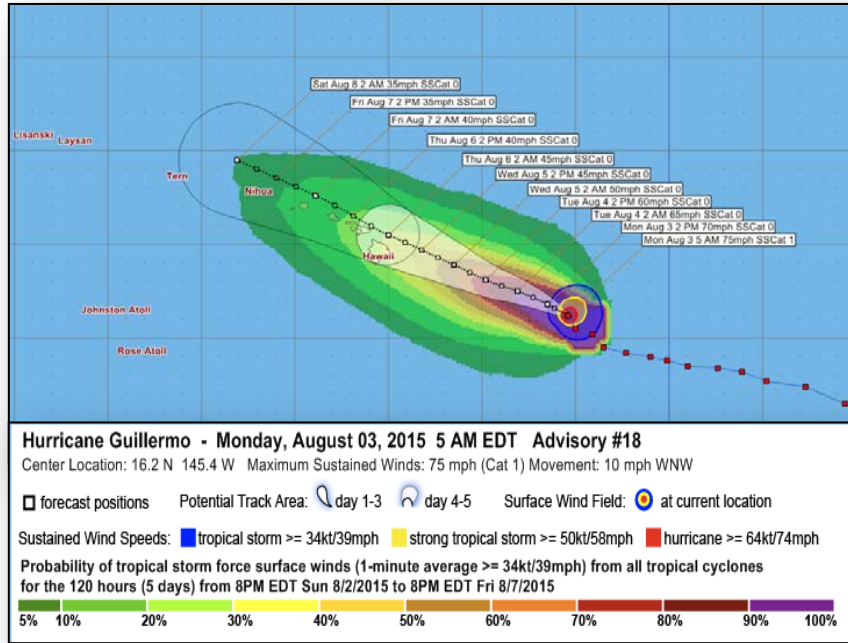 Sat Aug 8 2 AM 35mph SSCat 0
Fri Aug 7 2 PM 35mph SSCat 0
Fri Aug 7 2 AM 40mph SSCat 0
Thu Aug 6 2 PM 40mph SSCat 0
Thu Aug 6 2 AM 45mph SSCat 0
Wed Aug 5 2 PM 45mph SSCat 0
Wed Aug 5 2 AM 50mph SSCat 0
Tue Aug 4 2 PM 60mph SSCat 0
Tue Aug 4 2 AM 65mph SSCat 0
Mon Aug 3 2 PM 70mph SSCat 0
Mon Aug 3 5 AM 75mph SSCat 1
Lisanski
Laysan
Tern
Nihoa
Hawaii
Johnston Atoll
Rose Atoll
Hurricane Guillermo - Monday, August 03, 2015 5 AM EDT Advisory #18
Center Location: 16.2 N 145.4 W Maximum Sustained Winds: 75 mph (Cat 1) Movement: 10 mph WNW
forecast positions Potential Track Area: day 1-3 day 4-5 Surface Wind Field: at current location
Sustained Wind Speeds: tropical storm >= 34kt/39mph strong tropical storm >= 50kt/58mph hurricane >= 64kt/74mph
Probability of tropical storm force surface winds (1-minute average >= 34kt/39mph) from all tropical cyclones
for the 120 hours (5 days) from 8PM EDT Sun 8/2/2015 to 8PM EDT Fri 8/7/2015
5% 10% 20% 30% 40% 50% 60% 70% 80% 90% 100%